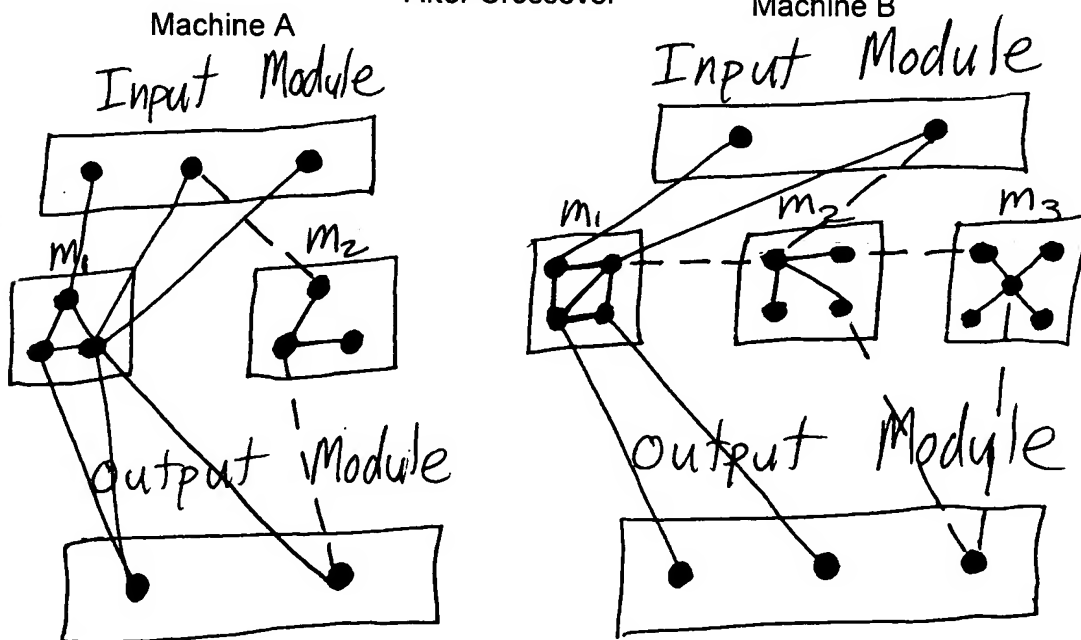 After Crossover
Machine A
Machine B
Input Module
Input Module
m1
m2
m1
m2
m3
Output Module
Output Module